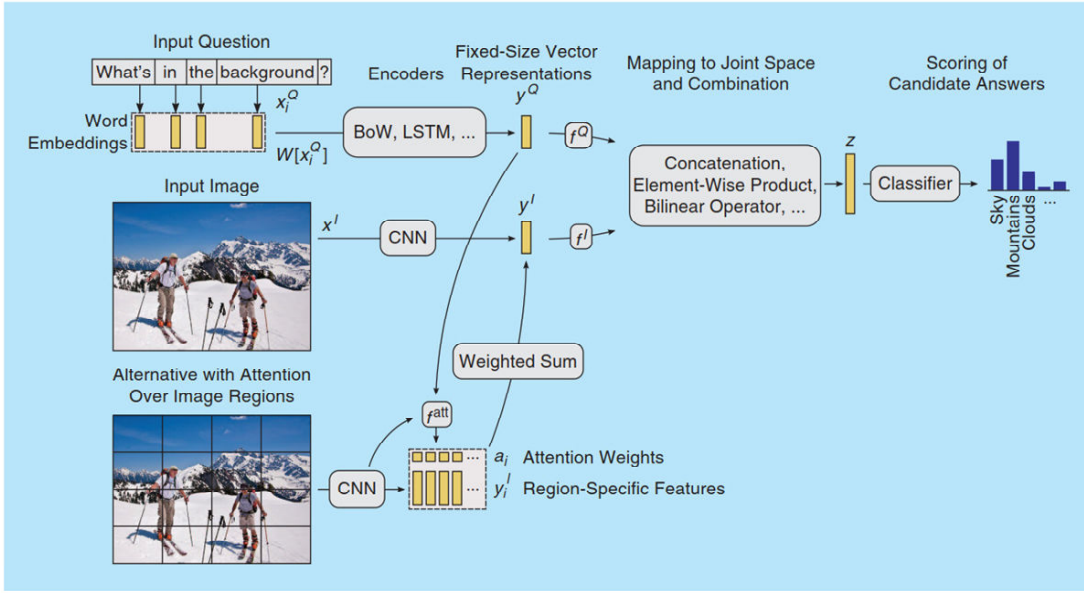 Input Question
What's in the background ?
Word
Embeddings
x_i^Q
W[x_i^Q]
Encoders
BoW, LSTM, ...
Fixed-Size Vector
Representations
y^Q
f^Q
Mapping to Joint Space
and Combination
Concatenation,
Element-Wise Product,
Bilinear Operator, ...
z
Classifier
Scoring of
Candidate Answers
Sky
Mountains
Clouds
...
Input Image
x^I
CNN
y^I
f^I
Weighted Sum
Alternative with Attention
Over Image Regions
CNN
f^att
...
a_i Attention Weights
...
y_i^I Region-Specific Features